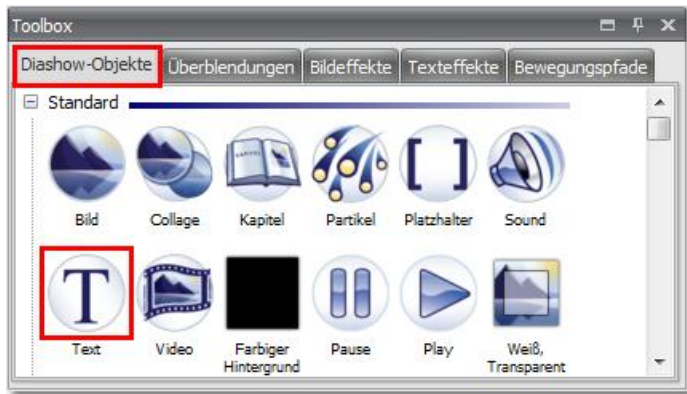 Toolbox
Diashow-Objekte Überblendungen Bildeffekte Texteffekte Bewegungspfade
Standard
Bild Collage Kapitel Partikel Platzhalter Sound
T
Text Video Farbiger Pause Play Weiß,
Hintergrund Transparent